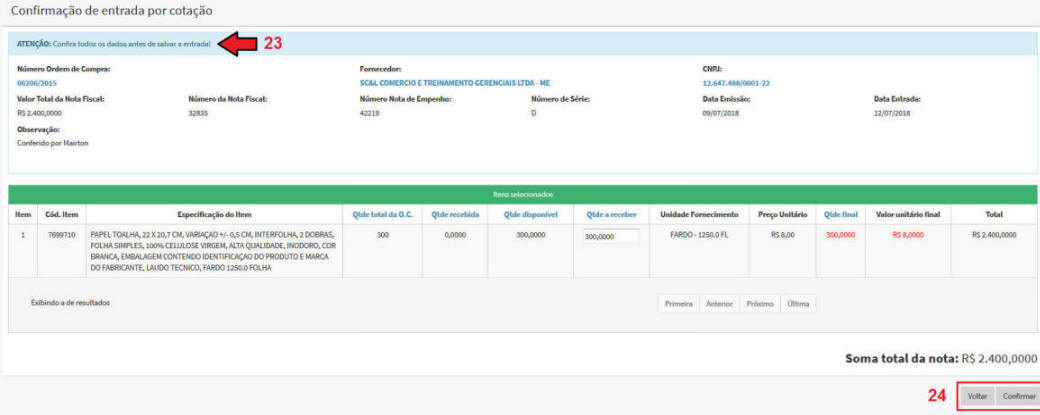 Confirmação de entrada por cotação
ATENÇÃO: Confira todos os dados antes de salvar a entrada!
23
Número Ordem de Compra: Fornecedor: CNPJ:
06206/2015 SC&L COMERCIO E TREINAMENTO GERENCIAIS LTDA - ME 12.647.488/0001-22
Valor Total da Nota Fiscal: Número da Nota Fiscal: Número Nota de Empenho: Número de Série: Data Emissão: Data Entrada:
R$ 2.400,0000 32835 42219 D 09/07/2018 12/07/2018
Observação:
Conferido por Mairton
Itens selecionados
Item Cód. Item Especificação do Item Qtde total da O.C. Qtde recebida Qtde disponível Qtde a receber Unidade Fornecimento Preço Unitário Qtde final Valor unitário final Total
1 7699710 PAPEL TOALHA, 22 X 20,7 CM, VARIAÇAO +/- 0,5 CM, INTERFOLHA, 2 DOBRAS, 300 0,0000 300,0000 300,0000 FARDO - 1250.0 FL R$ 8,00 300,0000 R$ 8,0000 R$ 2.400,0000
FOLHA SIMPLES, 100% CELULOSE VIRGEM, ALTA QUALIDADE, INODORO, COR
BRANCA, EMBALAGEM CONTENDO IDENTIFICAÇAO DO PRODUTO E MARCA
DO FABRICANTE, LAUDO TECNICO, FARDO 1250.0 FOLHA
Exibindo a de resultados Primeira Anterior Próximo Última
Soma total da nota: R$ 2.400,0000
24 Voltar Confirmar